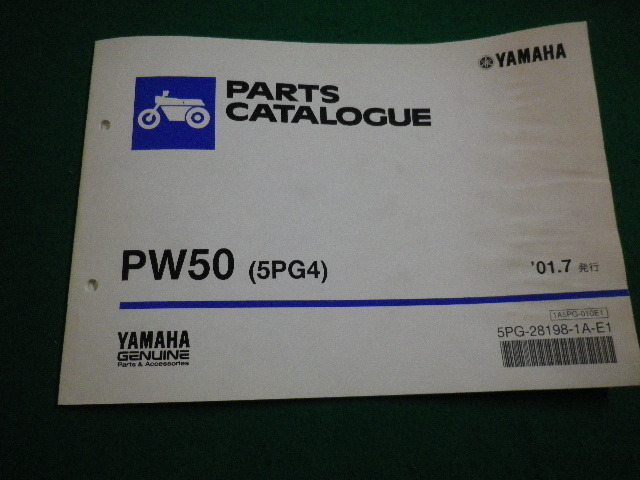 YAMAHA
PARTS
CATALOGUE
PW50 (5PG4)
'01.7 発行
1A5PG-010E1
5PG-28198-1A-E1
YAMAHA
GENUINE
Parts & Accessories